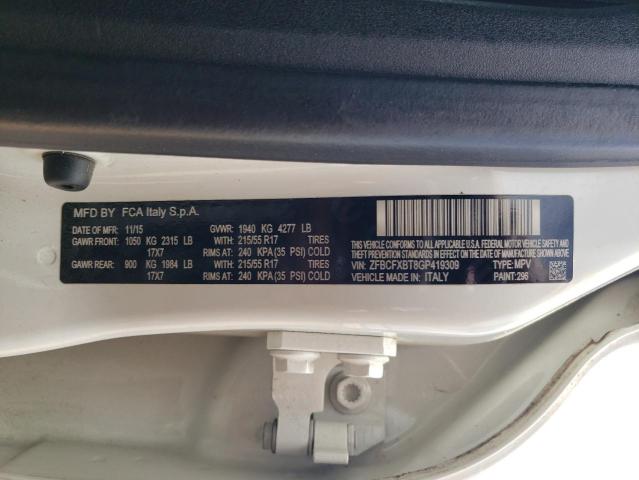 MFD BY FCA Italy S.p.A.
DATE OF MFR: 11/15 GVWR: 1940 KG 4277 LB
GAWR FRONT: 1050 KG 2315 LB WITH 215/55 R17 TIRES
17X7 RIMS AT: 240 KPA (35 PSI) COLD
GAWR REAR: 900 KG 1984 LB WITH 215/55 R17 TIRES
17X7 RIMS AT: 240 KPA (35 PSI) COLD
THIS VEHICLE CONFORMS TO ALL APPLICABLE U.S.A. FEDERAL MOTOR VEHICLE SAFETY AND
THEFT PREVENTION STANDARDS IN EFFECT ON THE DATE OF MANUFACTURE SHOWN ABOVE
VIN: ZFBCFXBT8GP419309 TYPE: MPV
VEHICLE MADE IN: ITALY PAINT: 296